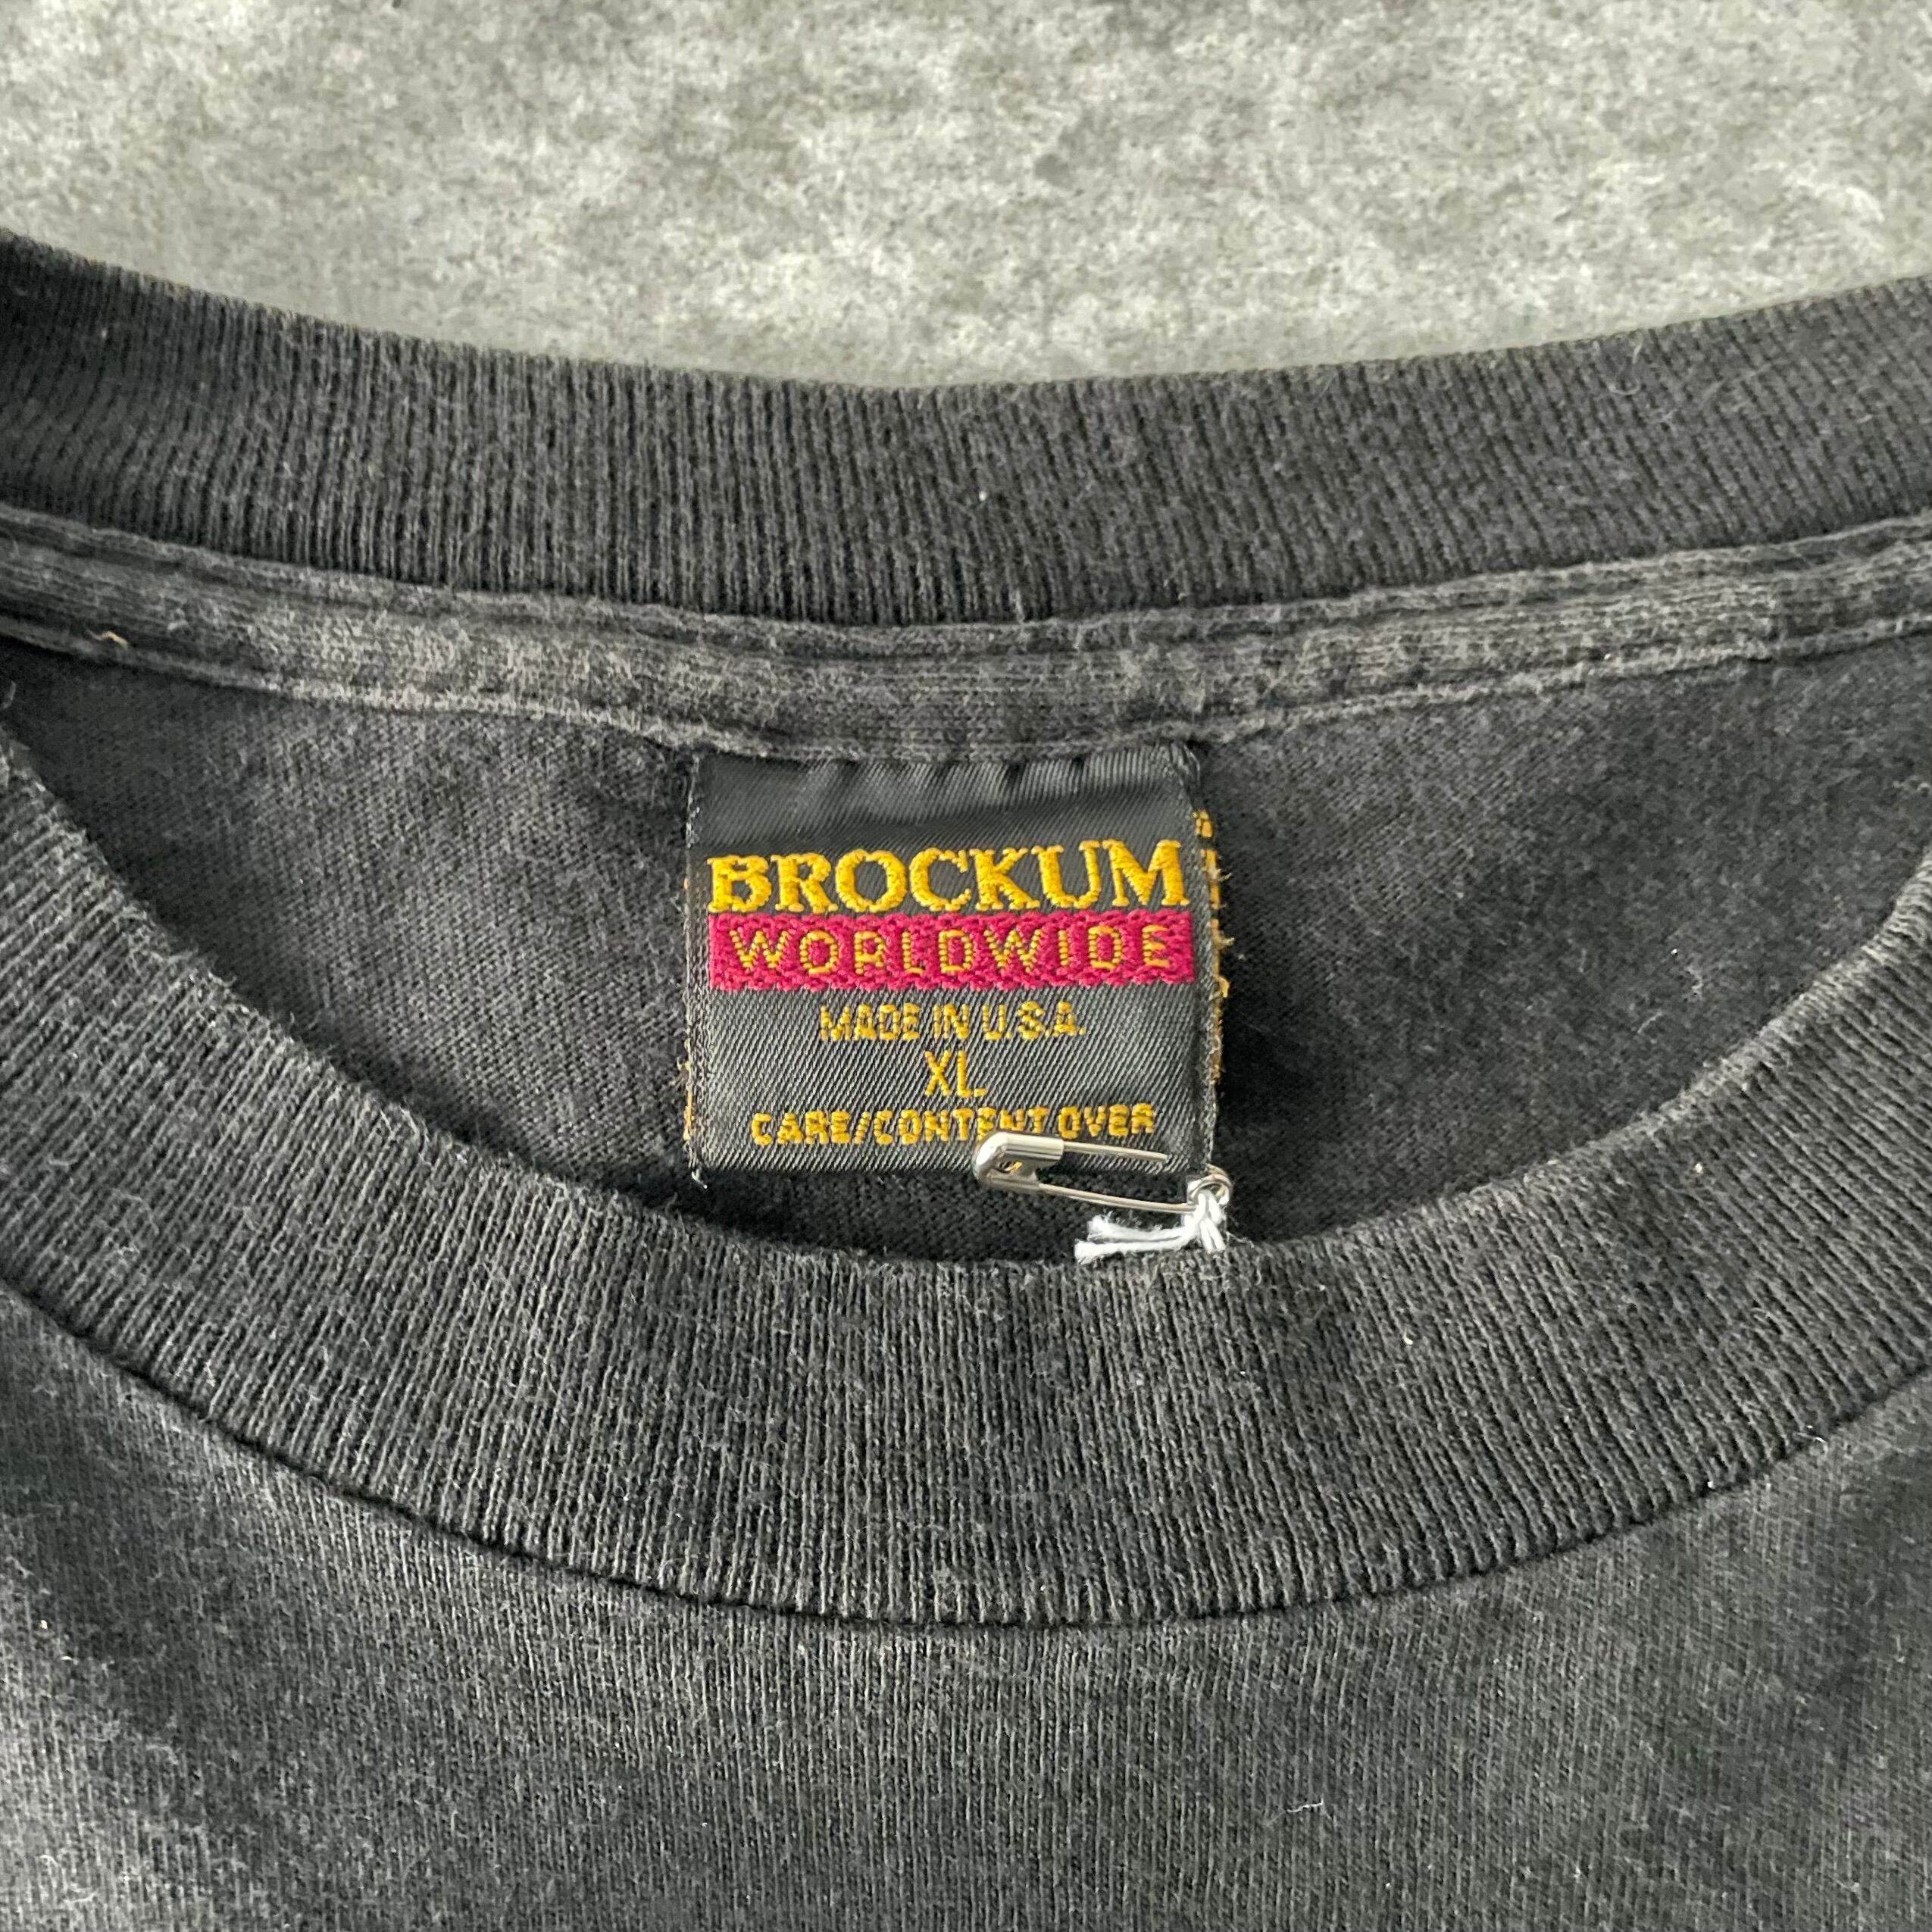 BROCKUM
WORLDWIDE
MADE IN U.S.A.
XL
CARE/CONTENT OVER